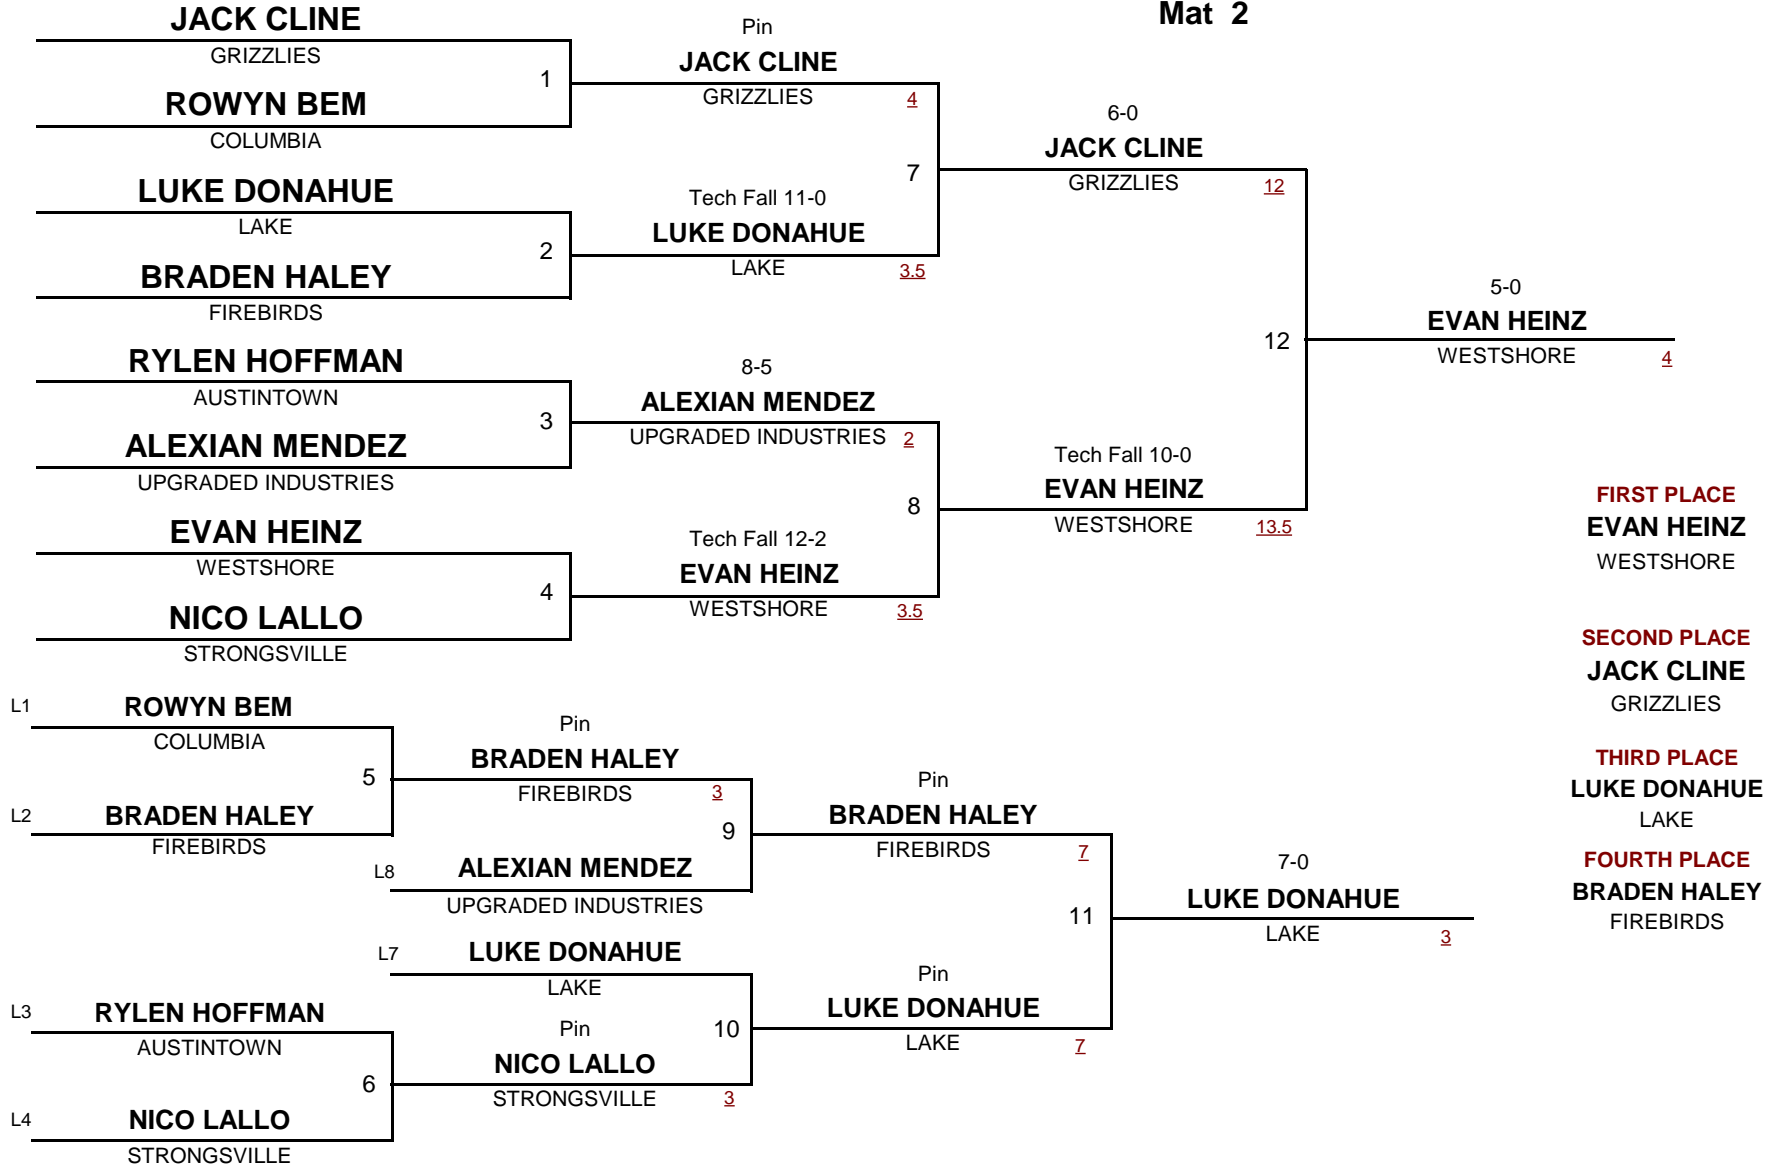 Mat 2
JACK CLINE
GRIZZLIES
1
ROWYN BEM
COLUMBIA
LUKE DONAHUE
LAKE
2
BRADEN HALEY
FIREBIRDS
RYLEN HOFFMAN
AUSTINTOWN
3
ALEXIAN MENDEZ
UPGRADED INDUSTRIES
EVAN HEINZ
WESTSHORE
4
NICO LALLO
STRONGSVILLE
Pin
JACK CLINE
GRIZZLIES 4
7
Tech Fall 11-0
LUKE DONAHUE
LAKE 3.5
8-5
ALEXIAN MENDEZ
UPGRADED INDUSTRIES 2
8
Tech Fall 12-2
EVAN HEINZ
WESTSHORE 3.5
6-0
JACK CLINE
GRIZZLIES 12
12
Tech Fall 10-0
EVAN HEINZ
WESTSHORE 13.5
5-0
EVAN HEINZ
WESTSHORE 4
FIRST PLACE
EVAN HEINZ
WESTSHORE
SECOND PLACE
JACK CLINE
GRIZZLIES
THIRD PLACE
LUKE DONAHUE
LAKE
FOURTH PLACE
BRADEN HALEY
FIREBIRDS
L1 ROWYN BEM
COLUMBIA
5
L2 BRADEN HALEY
FIREBIRDS
L3 RYLEN HOFFMAN
AUSTINTOWN
6
L4 NICO LALLO
STRONGSVILLE
Pin
BRADEN HALEY
FIREBIRDS 3
9
L8 ALEXIAN MENDEZ
UPGRADED INDUSTRIES
L7 LUKE DONAHUE
LAKE
10
Pin
NICO LALLO
STRONGSVILLE 3
Pin
BRADEN HALEY
FIREBIRDS 7
11
Pin
LUKE DONAHUE
LAKE 7
7-0
LUKE DONAHUE
LAKE 3